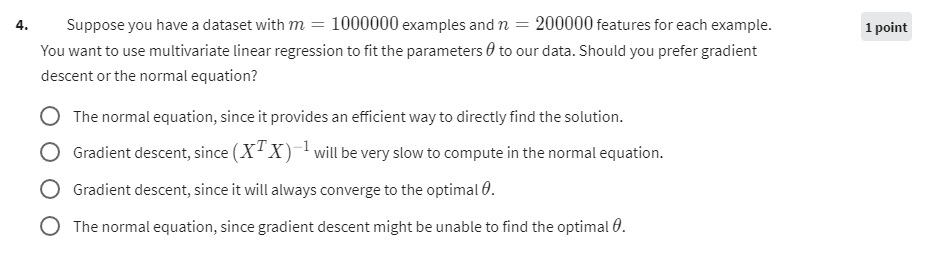 4. Suppose you have a dataset with m = 1000000 examples and n = 200000 features for each example. 1 point
You want to use multivariate linear regression to fit the parameters θ to our data. Should you prefer gradient
descent or the normal equation?
The normal equation, since it provides an efficient way to directly find the solution.
Gradient descent, since (XᵀX)⁻¹ will be very slow to compute in the normal equation.
Gradient descent, since it will always converge to the optimal θ.
The normal equation, since gradient descent might be unable to find the optimal θ.